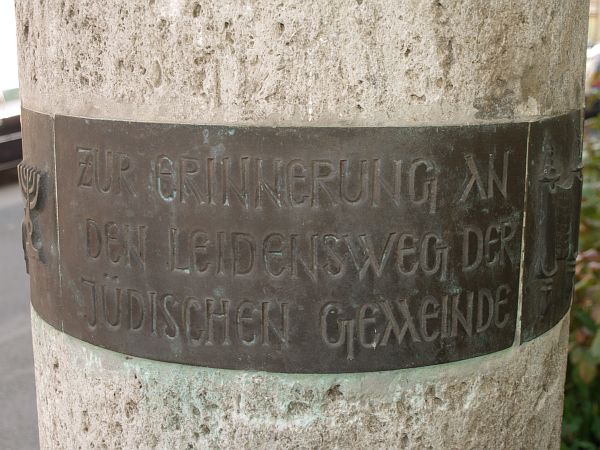 ZUR ERINNERUNG AN
DEN LEIDENSWEG DER
JÜDISCHEN GEMEINDE